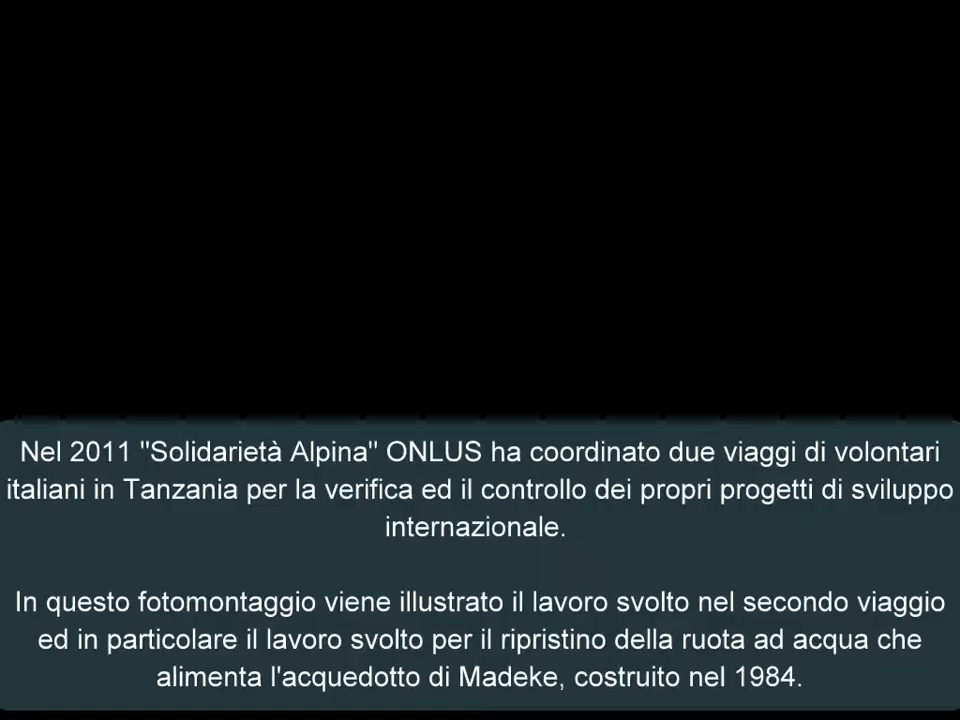 Nel 2011 "Solidarietà Alpina" ONLUS ha coordinato due viaggi di volontari
italiani in Tanzania per la verifica ed il controllo dei propri progetti di sviluppo
internazionale.
In questo fotomontaggio viene illustrato il lavoro svolto nel secondo viaggio
ed in particolare il lavoro svolto per il ripristino della ruota ad acqua che
alimenta l'acquedotto di Madeke, costruito nel 1984.